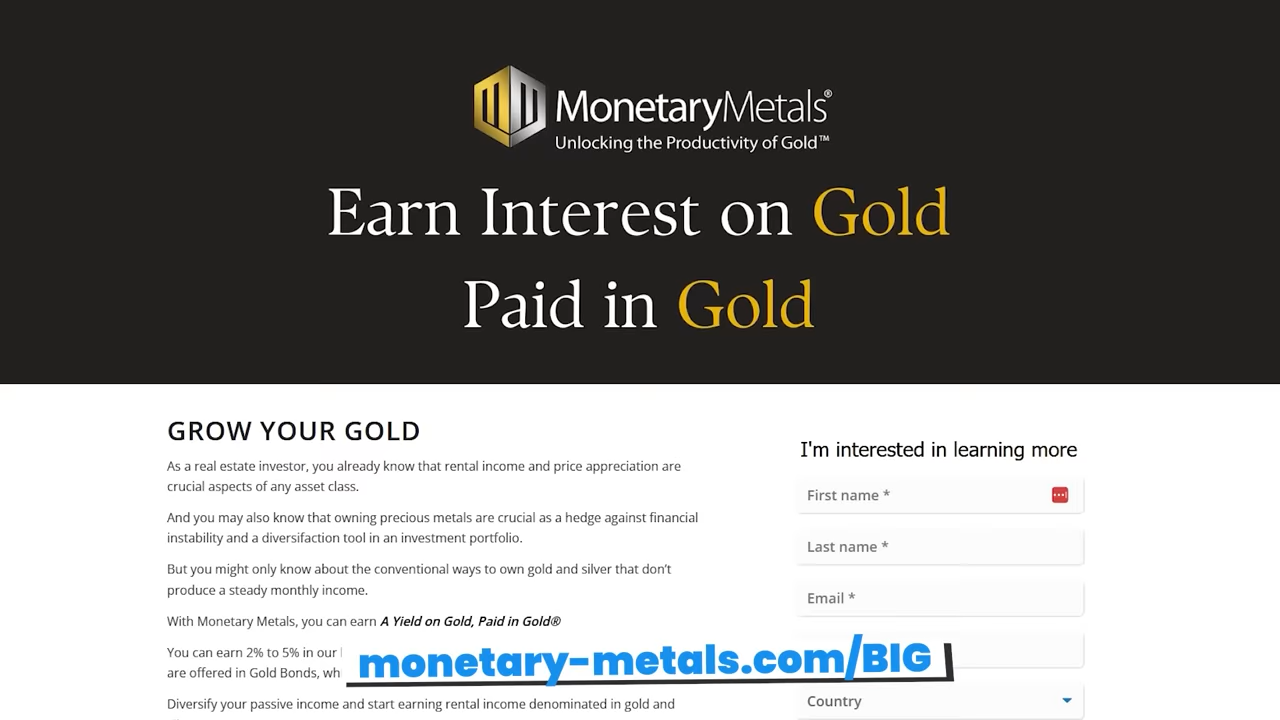 MonetaryMetals®
Unlocking the Productivity of Gold™
Earn Interest on Gold
Paid in Gold
GROW YOUR GOLD
As a real estate investor, you already know that rental income and price appreciation are
crucial aspects of any asset class.
And you may also know that owning precious metals are crucial as a hedge against financial
instability and a diversifaction tool in an investment portfolio.
But you might only know about the conventional ways to own gold and silver that don't
produce a steady monthly income.
With Monetary Metals, you can earn A Yield on Gold, Paid in Gold®
You can earn 2% to 5% in our
are offered in Gold Bonds,
Diversify your passive income and start earning rental income denominated in gold and
I'm interested in learning more
First name *
Last name *
Email *
Country
monetary-metals.com/BIG